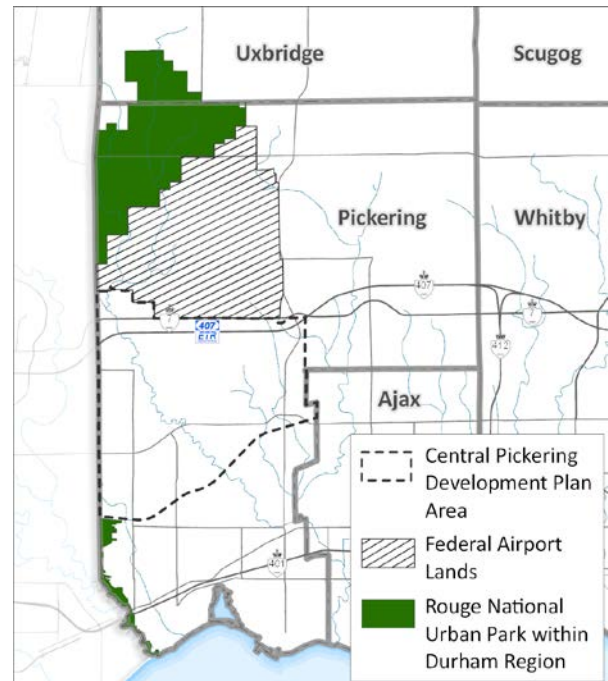 Uxbridge
Scugog
Pickering
Whitby
407
7
407
ETR
7
412
Ajax
401
Central Pickering
Development Plan
Area
Federal Airport
Lands
Rouge National
Urban Park within
Durham Region